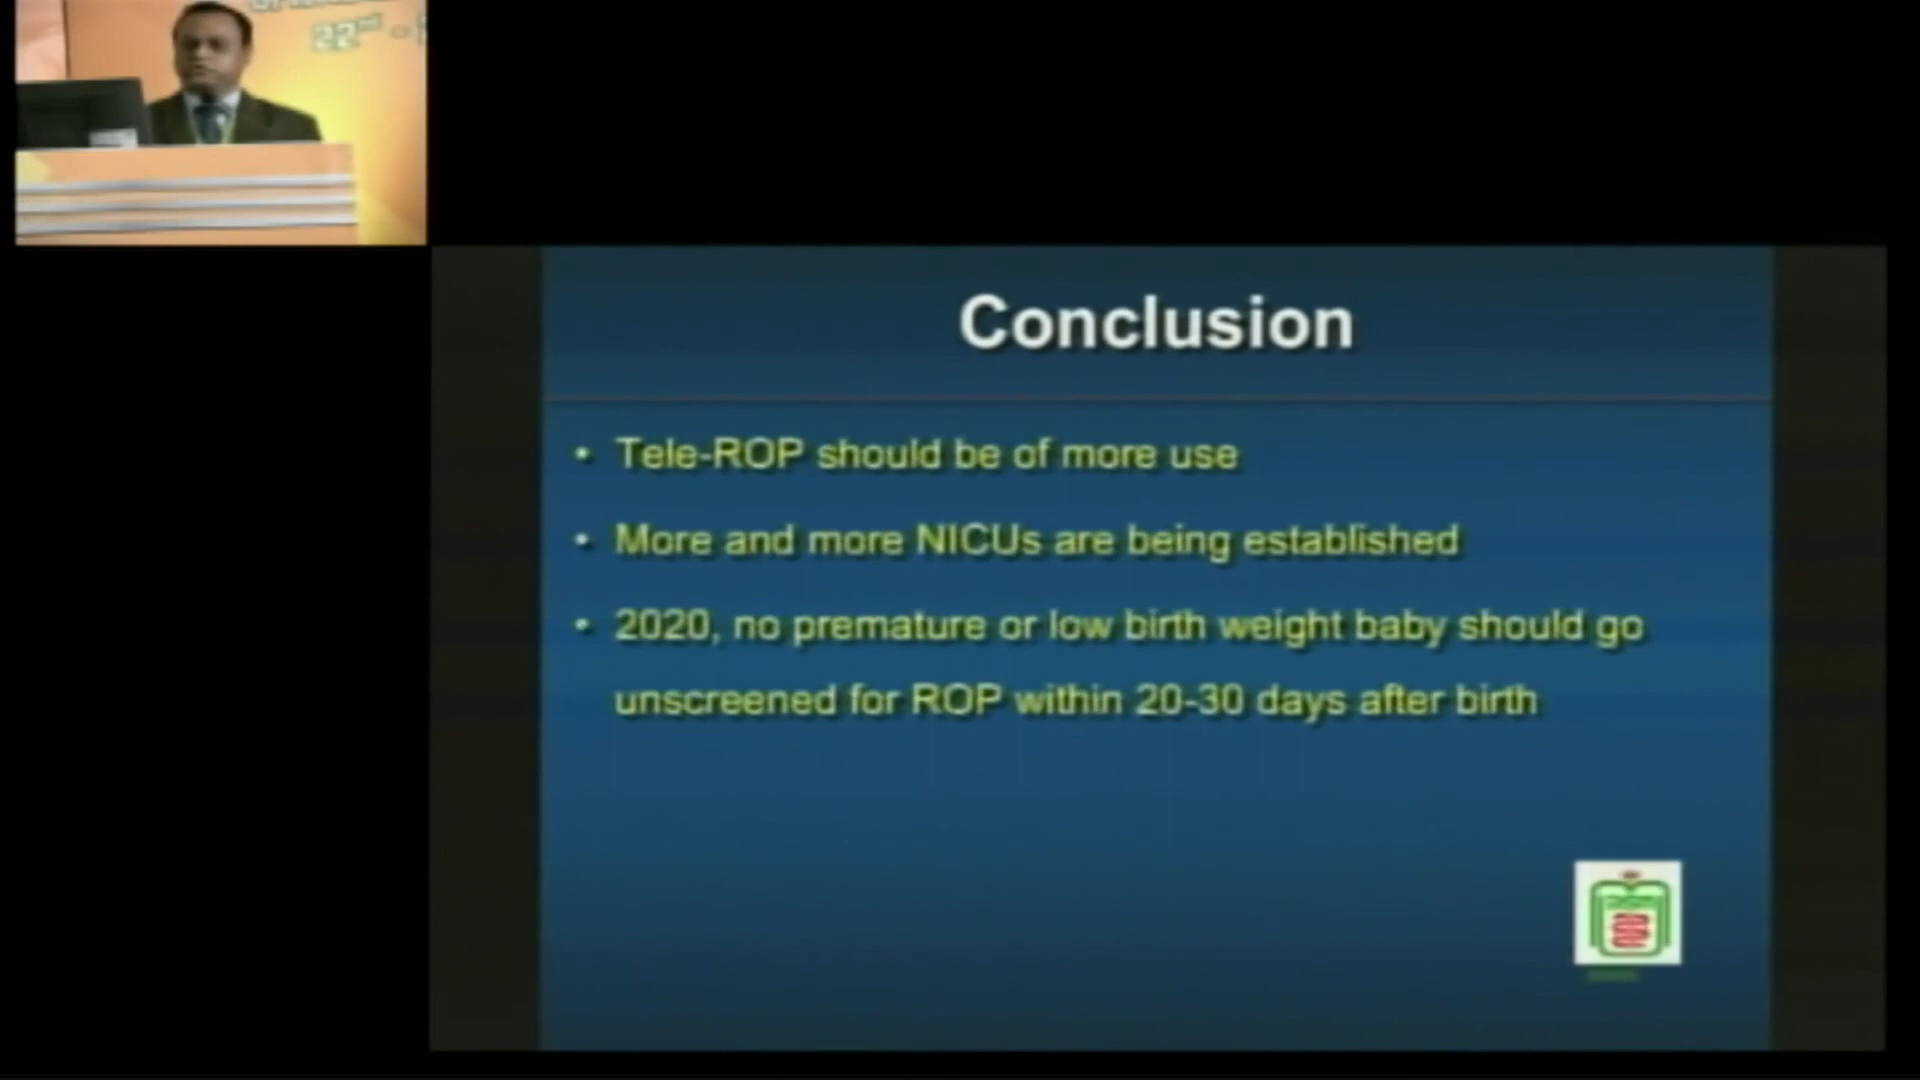 22nd -
Conclusion
• Tele-ROP should be of more use
• More and more NICUs are being established
• 2020, no premature or low birth weight baby should go
unscreened for ROP within 20-30 days after birth